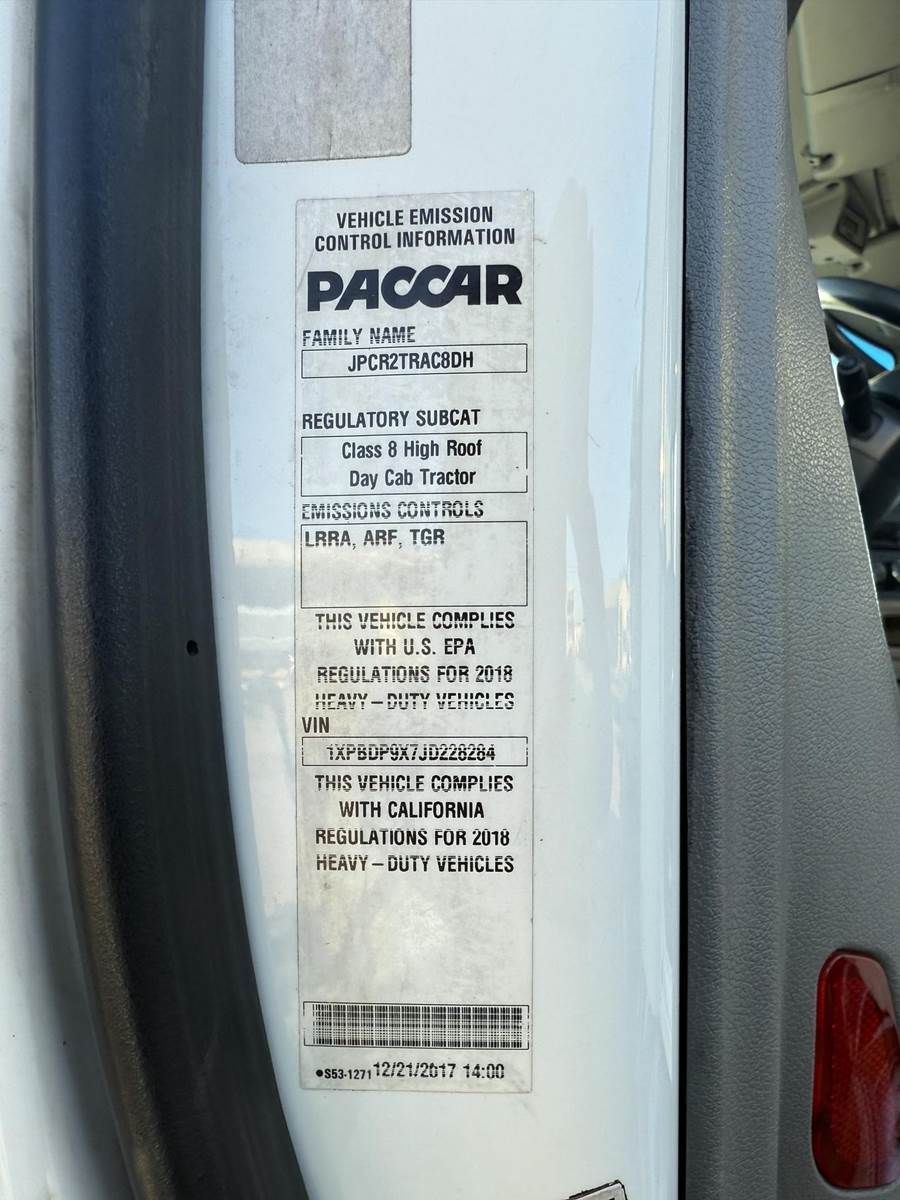 VEHICLE EMISSION
CONTROL INFORMATION
PACCAR
FAMILY NAME
JPCR2TRAC8DH
REGULATORY SUBCAT
Class 8 High Roof
Day Cab Tractor
EMISSIONS CONTROLS
LRRA, ARF, TGR
THIS VEHICLE COMPLIES
WITH U.S. EPA
REGULATIONS FOR 2018
HEAVY – DUTY VEHICLES
VIN
1XPBDP9X7JD228284
THIS VEHICLE COMPLIES
WITH CALIFORNIA
REGULATIONS FOR 2018
HEAVY – DUTY VEHICLES
●S53-1271 12/21/2017 14:00